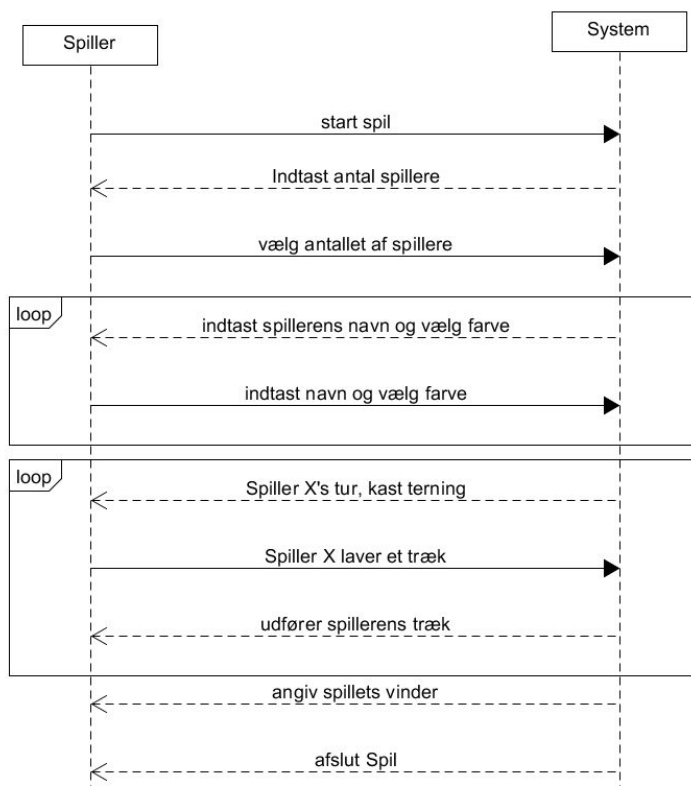 Spiller
System
start spil
Indtast antal spillere
vælg antallet af spillere
loop
indtast spillerens navn og vælg farve
indtast navn og vælg farve
loop
Spiller X's tur, kast terning
Spiller X laver et træk
udfører spillerens træk
angiv spillets vinder
afslut Spil